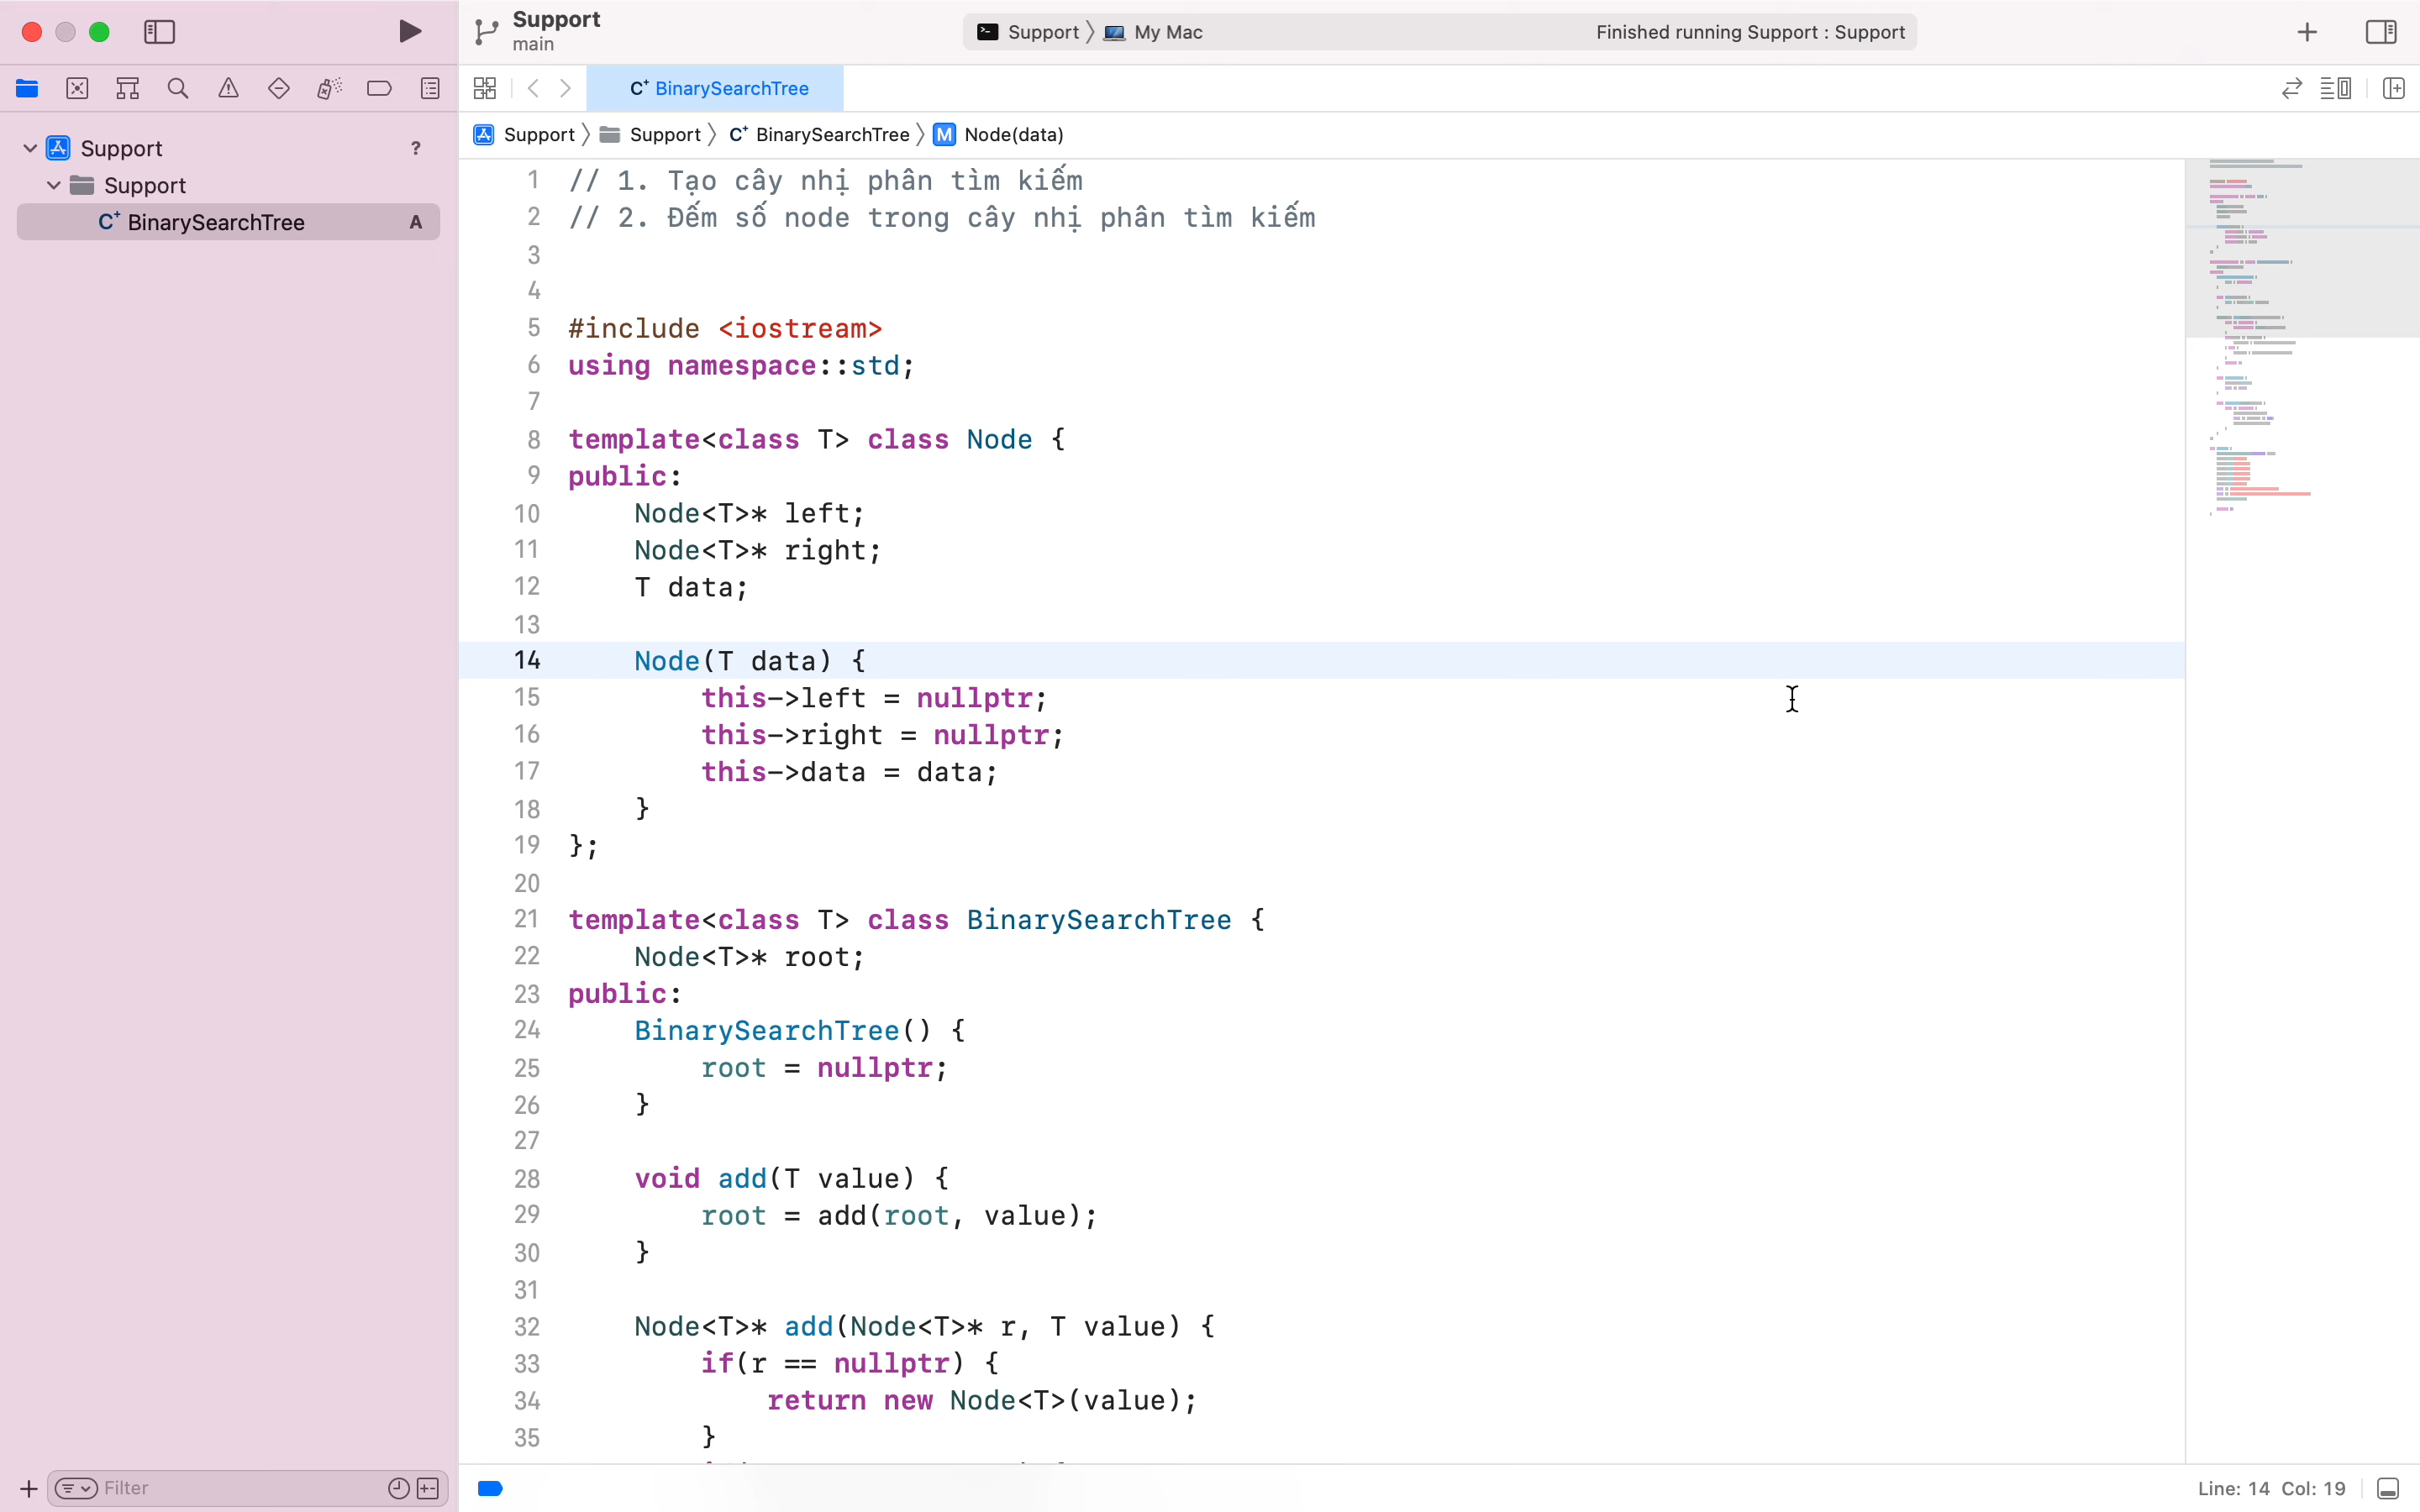 Support
main
Support
My Mac
Finished running Support : Support
C+ BinarySearchTree
Support
Support
C+ BinarySearchTree
M Node(data)
Support ?
Support
C+ BinarySearchTree A
1 // 1. Tạo cây nhị phân tìm kiếm
2 // 2. Đếm số node trong cây nhị phân tìm kiếm
3
4
5 #include <iostream>
6 using namespace::std;
7
8 template<class T> class Node {
9 public:
10 Node<T>* left;
11 Node<T>* right;
12 T data;
13
14 Node(T data) {
15 this->left = nullptr;
16 this->right = nullptr;
17 this->data = data;
18 }
19 };
20
21 template<class T> class BinarySearchTree {
22 Node<T>* root;
23 public:
24 BinarySearchTree() {
25 root = nullptr;
26 }
27
28 void add(T value) {
29 root = add(root, value);
30 }
31
32 Node<T>* add(Node<T>* r, T value) {
33 if(r == nullptr) {
34 return new Node<T>(value);
35 }
Filter
Line: 14 Col: 19